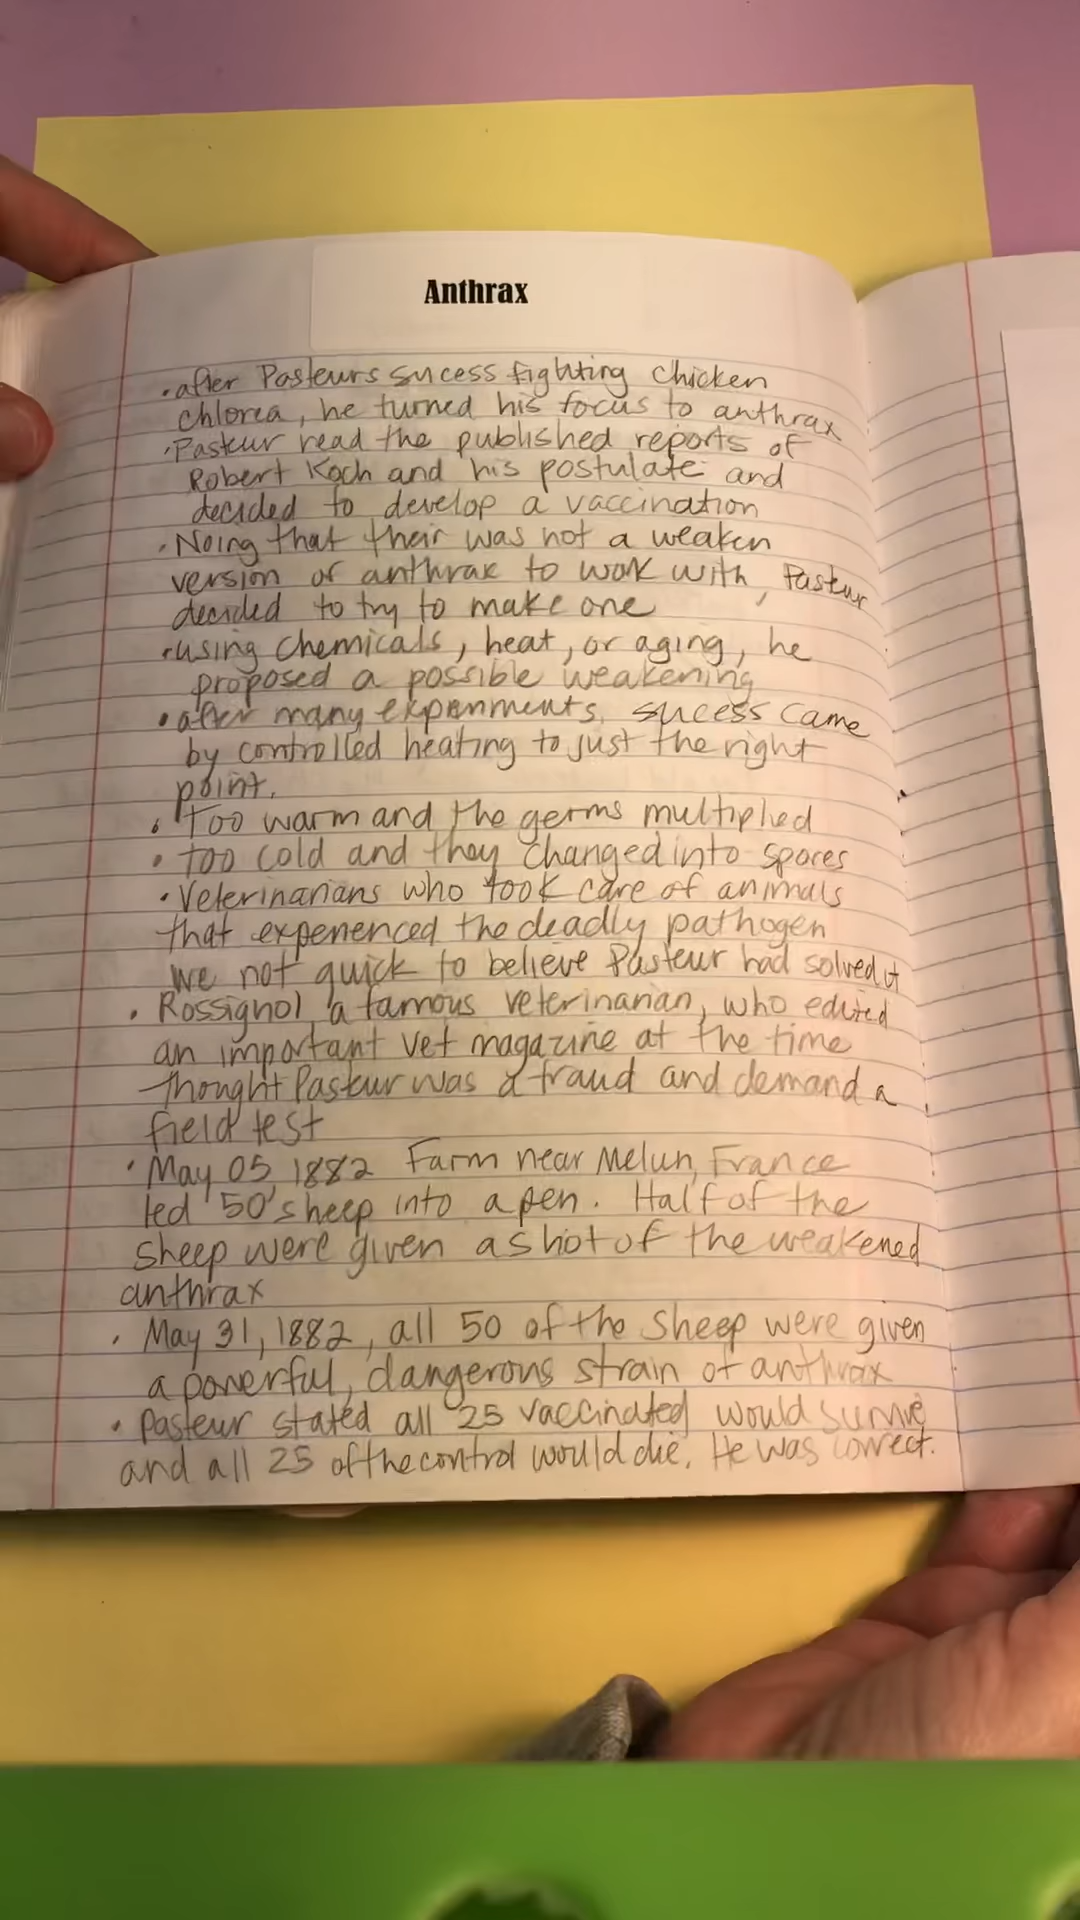 Anthrax
• after Pasteurs sucess fighting chicken
chlorea, he turned his focus to anthrax
• Pasteur read the published reports of
Robert Koch and his postulate and
decided to develop a vaccination
• Noing that their was not a weaken
version of anthrax to work with, Pasteur
decided to try to make one
• using chemicals, heat, or aging, he
proposed a possible weakening
• after many expenments, sucess came
by controlled heating to just the right
point.
• Too warm and the germs multiplied
• too cold and they changed into spores
• Veterinarians who took care of animals
that experienced the deadly pathogen
we not quick to believe Pasteur had solved it
• Rossignol a famous veterinarian, who edited
an important vet magazine at the time
thought Pasteur was a fraud and demand a
field test
• May 05, 1882 Farm near Melun, France
led 50 sheep into a pen. Half of the
sheep were given a shot of the weakened
anthrax
• May 31, 1882, all 50 of the sheep were given
a powerful, dangerous strain of anthrax
• Pasteur stated all 25 vaccinated would survive
and all 25 of the control would die. He was correct.